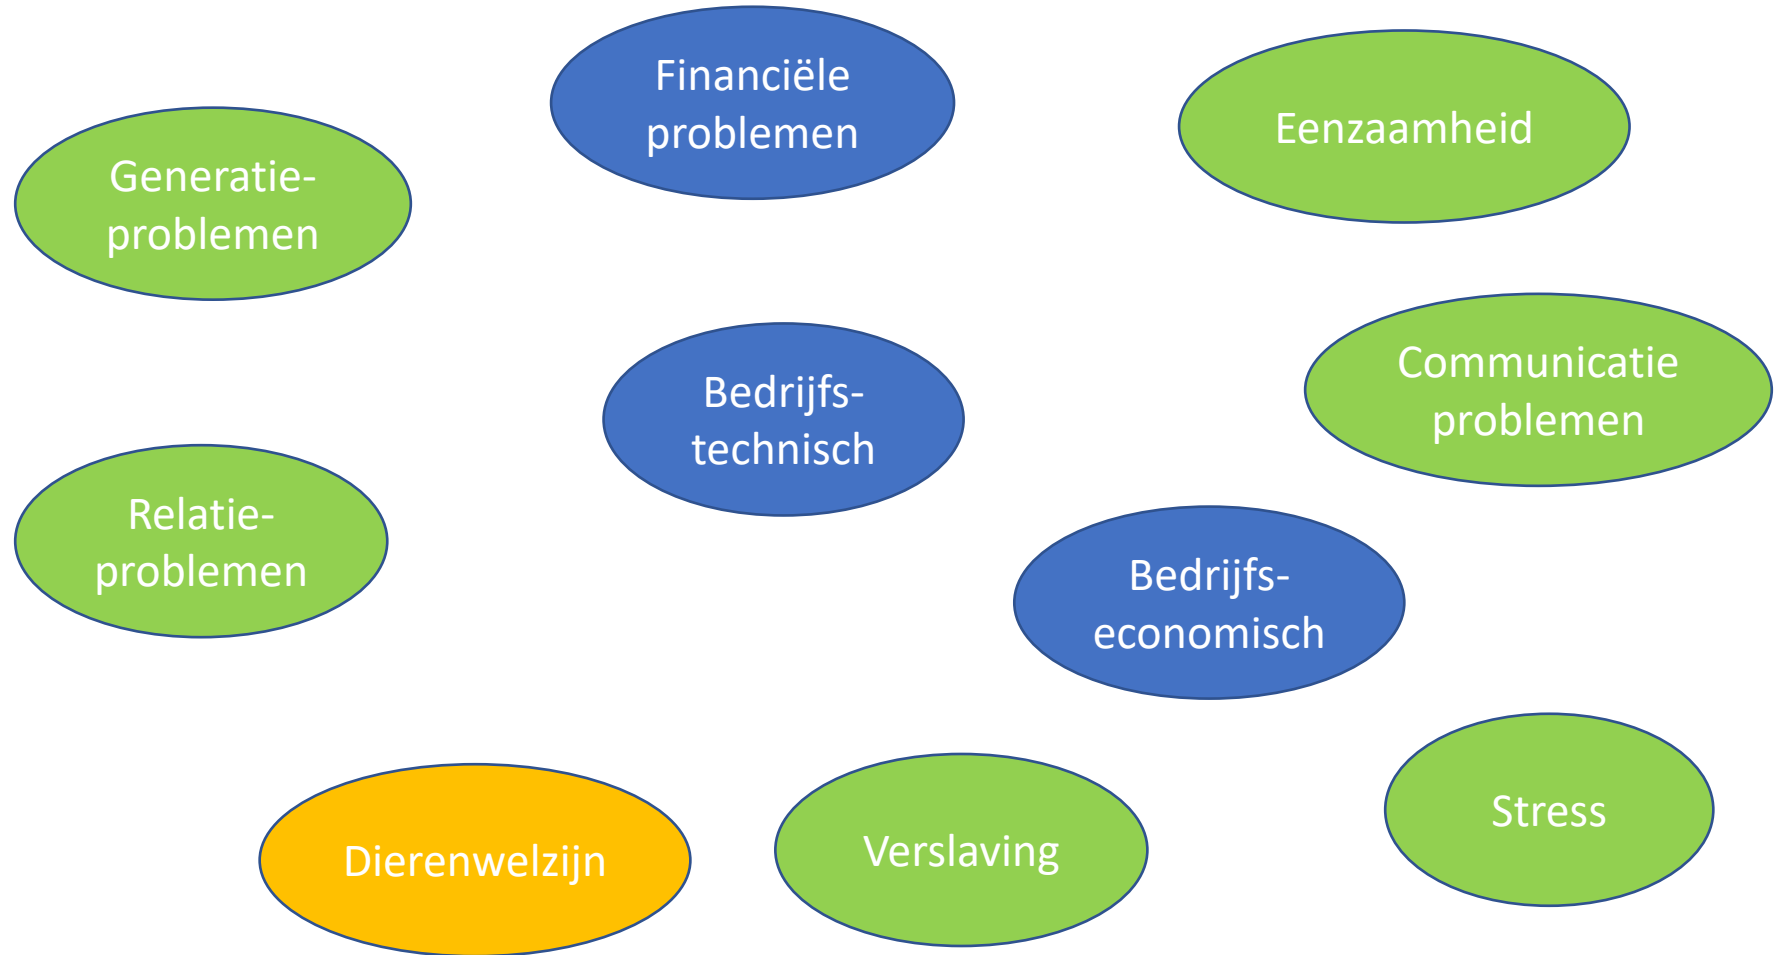 Financiële
problemen
Eenzaamheid
Generatie-
problemen
Communicatie
problemen
Bedrijfs-
technisch
Relatie-
problemen
Bedrijfs-
economisch
Stress
Dierenwelzijn
Verslaving